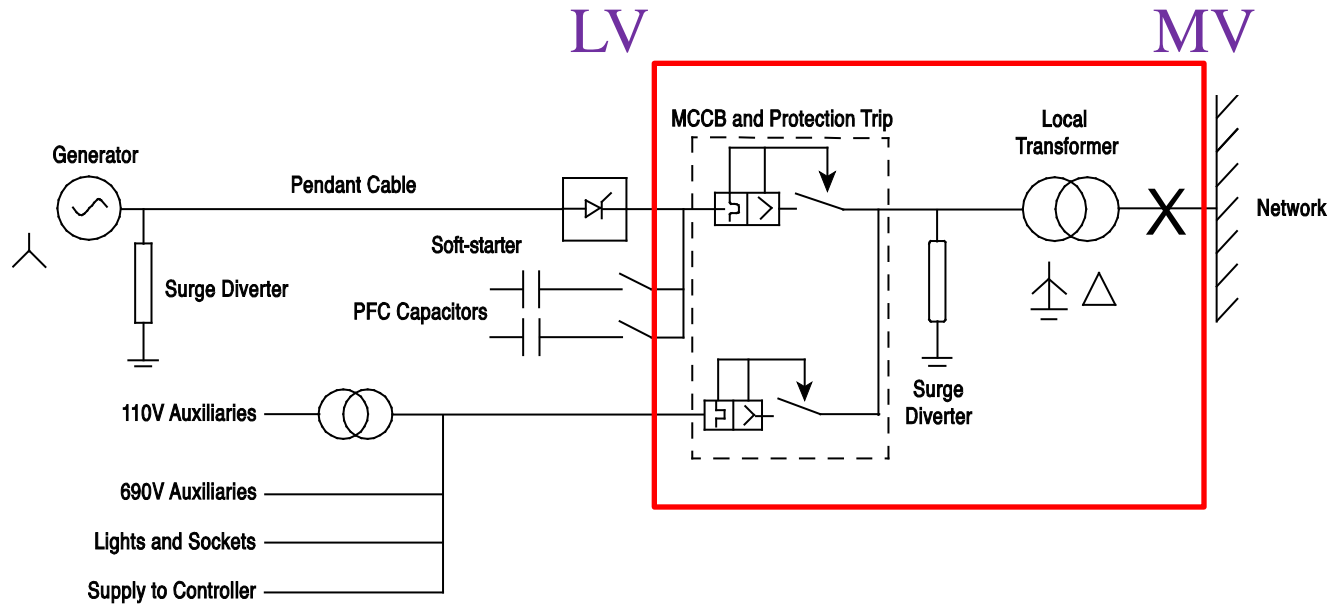 LV
MV
MCCB and Protection Trip
Local
Transformer
Generator
Pendant Cable
Network
Soft-starter
Surge Diverter
PFC Capacitors
Surge
Diverter
110V Auxiliaries
690V Auxiliaries
Lights and Sockets
Supply to Controller